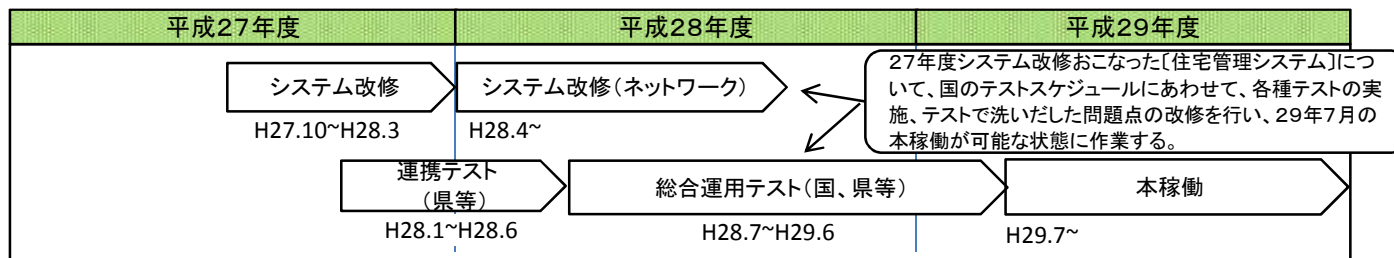 平成27年度
平成28年度
平成29年度
システム改修
システム改修(ネットワーク)
27年度システム改修おこなった〔住宅管理システム〕につ
いて、国のテストスケジュールにあわせて、各種テストの実
施、テストで洗いだした問題点の改修を行い、29年7月の
本稼働が可能な状態に作業する。
H27.10~H28.3
H28.4~
連携テスト
(県等)
総合運用テスト(国、県等)
本稼働
H28.1~H28.6
H28.7~H29.6
H29.7~